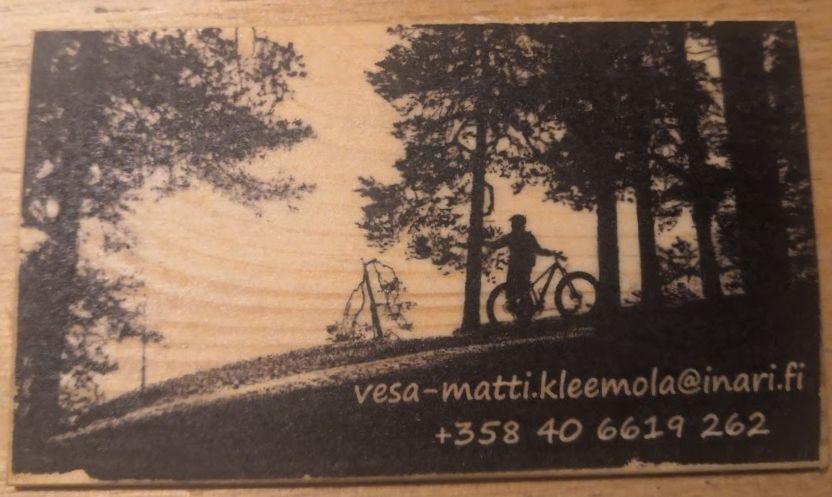 vesa-matti.kleemola@inari.fi
+358 40 6619 262